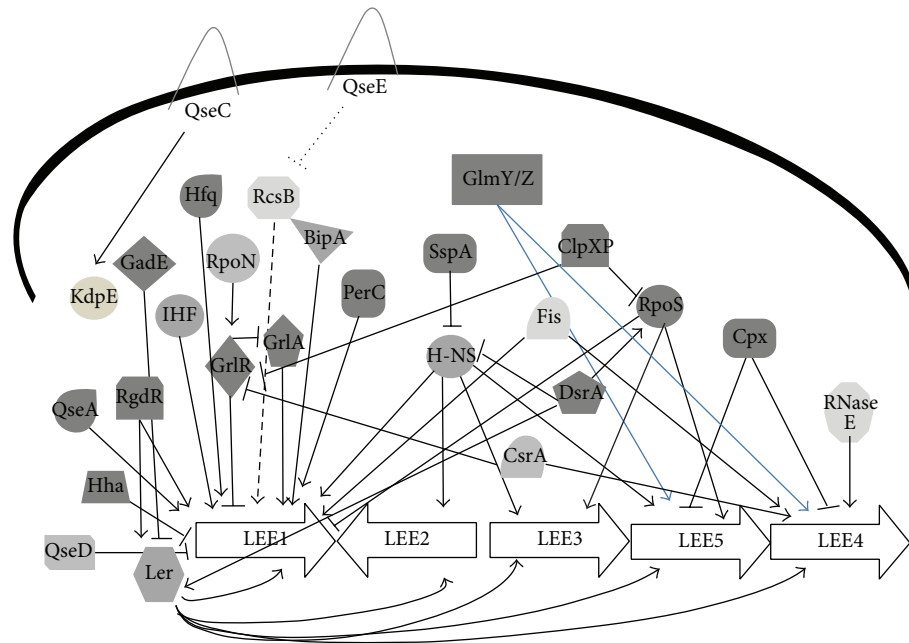 QseE
QseC
GlmY/Z
Hfq
RcsB
BipA
SspA
ClpXP
GadE
RpoN
KdpE
PerC
RpoS
IHF
Fis
Cpx
GrlA
GrlR
H-NS
DsrA
QseA
RgdR
RNase
E
CsrA
Hha
QseD
Ler
LEE1
LEE2
LEE3
LEE5
LEE4